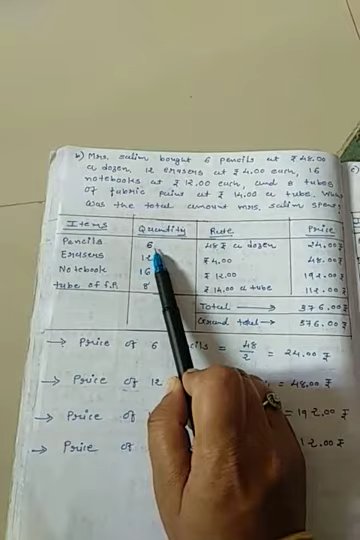 b) Mrs. salim bought 6 pencils at ₹48.00
a dozen 12 erasers at ₹4.00 each, 16
notebooks at ₹12.00 each, and 8 tubes
of fabric paint at ₹14.00 a tube. What
was the total amount mrs. salim spent?
Items Quantity Rate Price
Pencils 6 48₹ a dozen 24.00₹
Erasers 12 ₹4.00 48.00₹
Notebook 16 ₹12.00 192.00₹
tube of f.P. 8 ₹14.00 a tube 112.00₹
Total → 376.00₹
Grand total → 376.00₹
→ Price of 6 cils = 48/2 = 24.00₹
→ Price of 12 = 48.00₹
→ Price of 1 = 192.00₹
→ Price of 12.00₹
c)